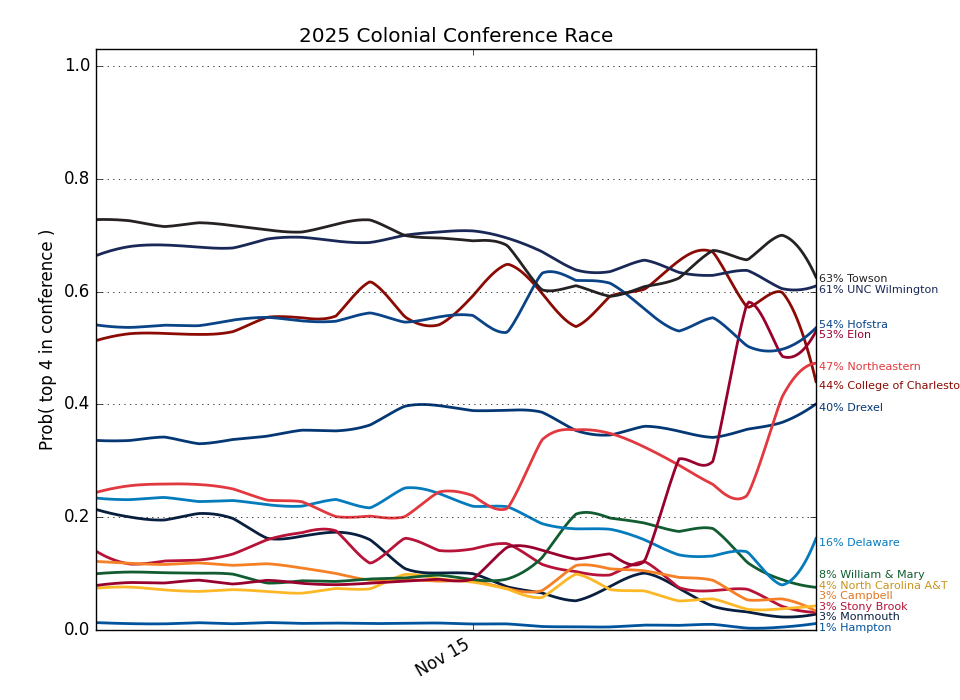 2025 Colonial Conference Race
Prob( top 4 in conference )
1.0
0.8
0.6
0.4
0.2
0.0
Nov 15
63% Towson
61% UNC Wilmington
54% Hofstra
53% Elon
47% Northeastern
44% College of Charlesto
40% Drexel
16% Delaware
8% William & Mary
4% North Carolina A&T
3% Campbell
3% Stony Brook
3% Monmouth
1% Hampton